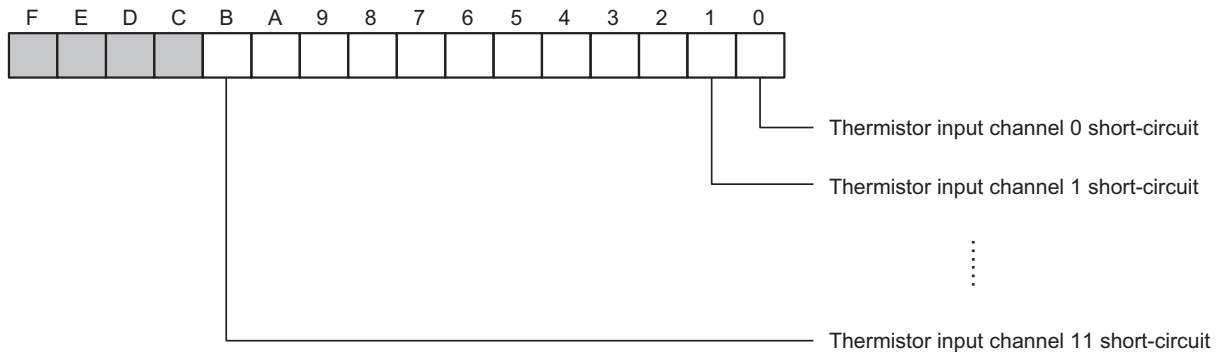 F E D C B A 9 8 7 6 5 4 3 2 1 0
Thermistor input channel 0 short-circuit
Thermistor input channel 1 short-circuit
Thermistor input channel 11 short-circuit